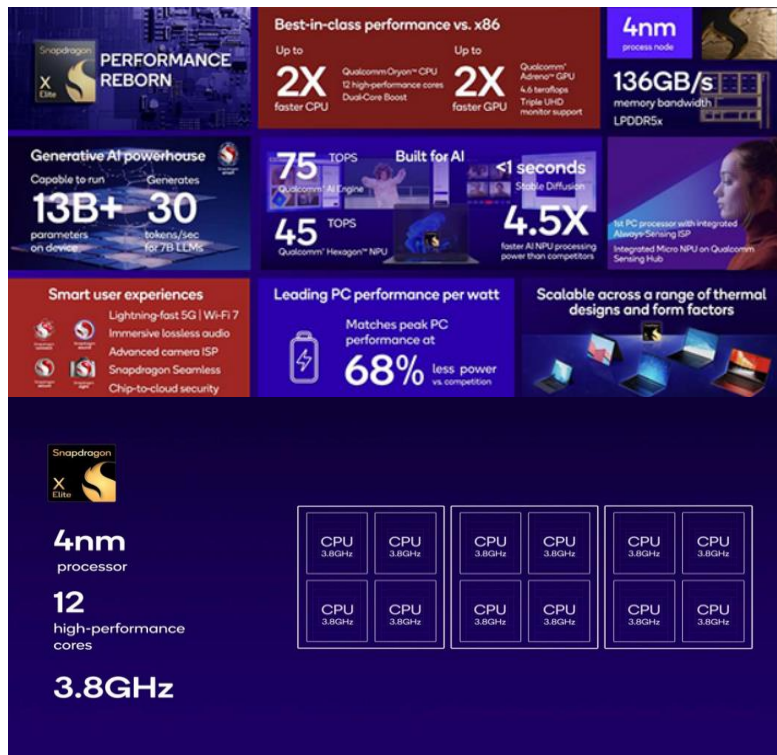 Snapdragon
X
Elite
PERFORMANCE
REBORN
Best-in-class performance vs. x86
Up to
2X
faster CPU
Qualcomm Oryon™ CPU
12 high-performance cores
Dual-Core Boost
Up to
2X
faster GPU
Qualcomm®
Adreno™ GPU
4.6 teraflops
Triple UHD
monitor support
4nm
process node
136GB/s
memory bandwidth
LPDDR5x
Generative AI powerhouse
Capable to run
13B+
parameters
on device
Generates
30
tokens/sec
for 7B LLMs
75 TOPS
Qualcomm® AI Engine
45 TOPS
Qualcomm® Hexagon™ NPU
Built for AI
<1 seconds
Stable Diffusion
4.5X
faster AI NPU processing
power than competitors
1st PC processor with integrated
Always-Sensing ISP
Integrated Micro NPU on Qualcomm
Sensing Hub
Smart user experiences
Lightning-fast 5G | Wi-Fi 7
Immersive lossless audio
Advanced camera ISP
Snapdragon Seamless
Chip-to-cloud security
Leading PC performance per watt
Matches peak PC
performance at
68% less power
vs. competition
Scalable across a range of thermal
designs and form factors
Snapdragon
X
Elite
4nm
processor
12
high-performance
cores
3.8GHz
CPU CPU CPU CPU CPU CPU
3.8GHz 3.8GHz 3.8GHz 3.8GHz 3.8GHz 3.8GHz
CPU CPU CPU CPU CPU CPU
3.8GHz 3.8GHz 3.8GHz 3.8GHz 3.8GHz 3.8GHz